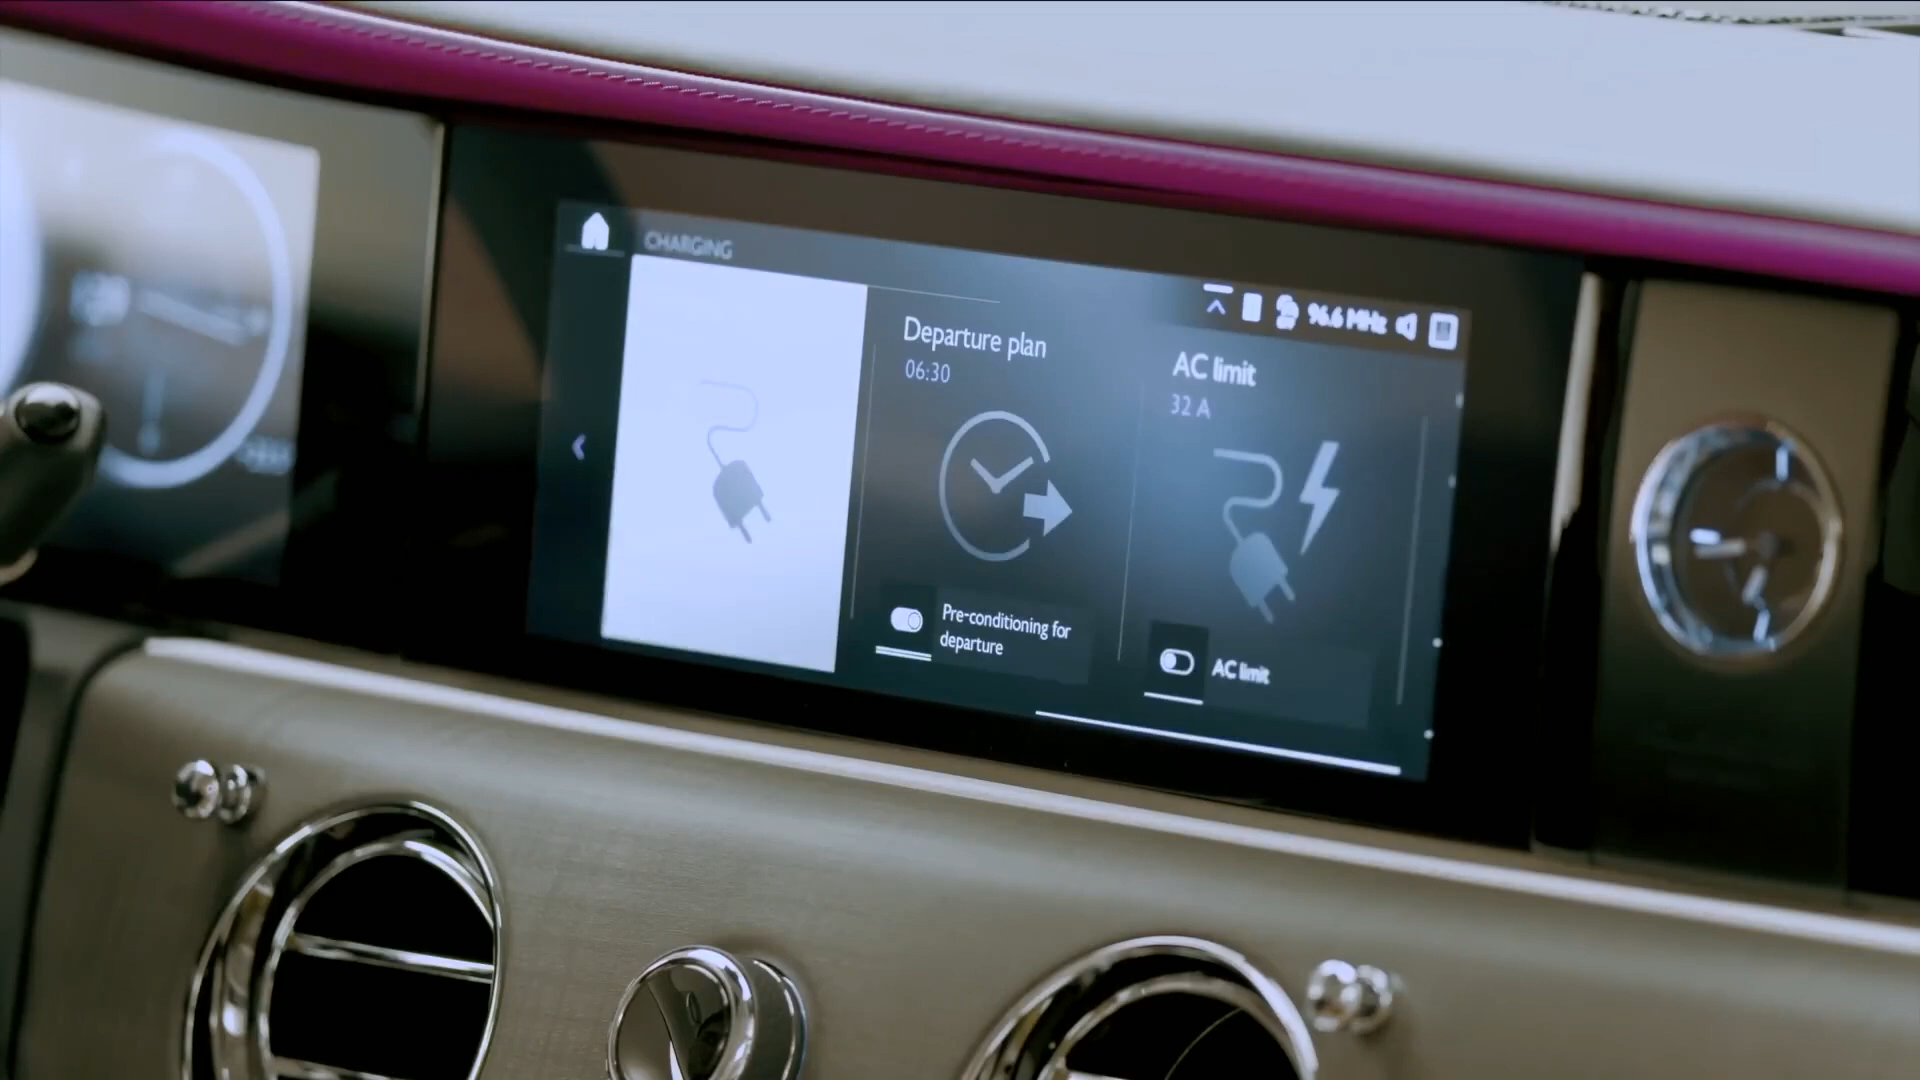 CHARGING
96.6 MHz
Departure plan
06:30
AC limit
32 A
Pre-conditioning for
departure
AC limit